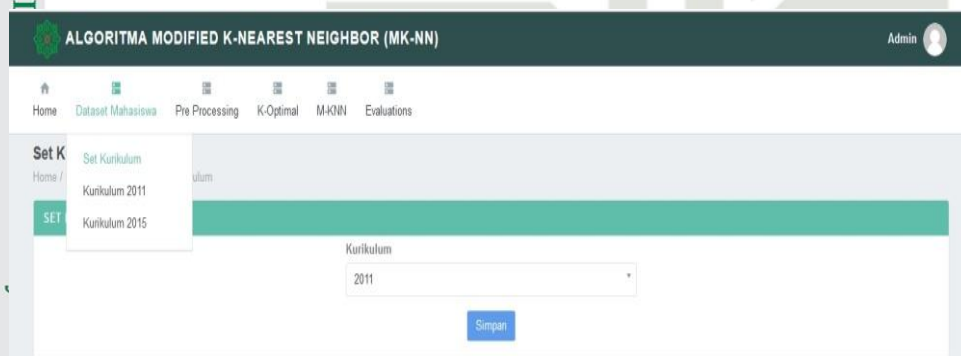 ALGORITMA MODIFIED K-NEAREST NEIGHBOR (MK-NN)
Admin
Home Dataset Mahasiswa Pre Processing K-Optimal M-KNN Evaluations
Set K
Set Kurikulum
Home / ulum
Kurikulum 2011
SET
Kurikulum 2015
Kurikulum
2011
Simpan